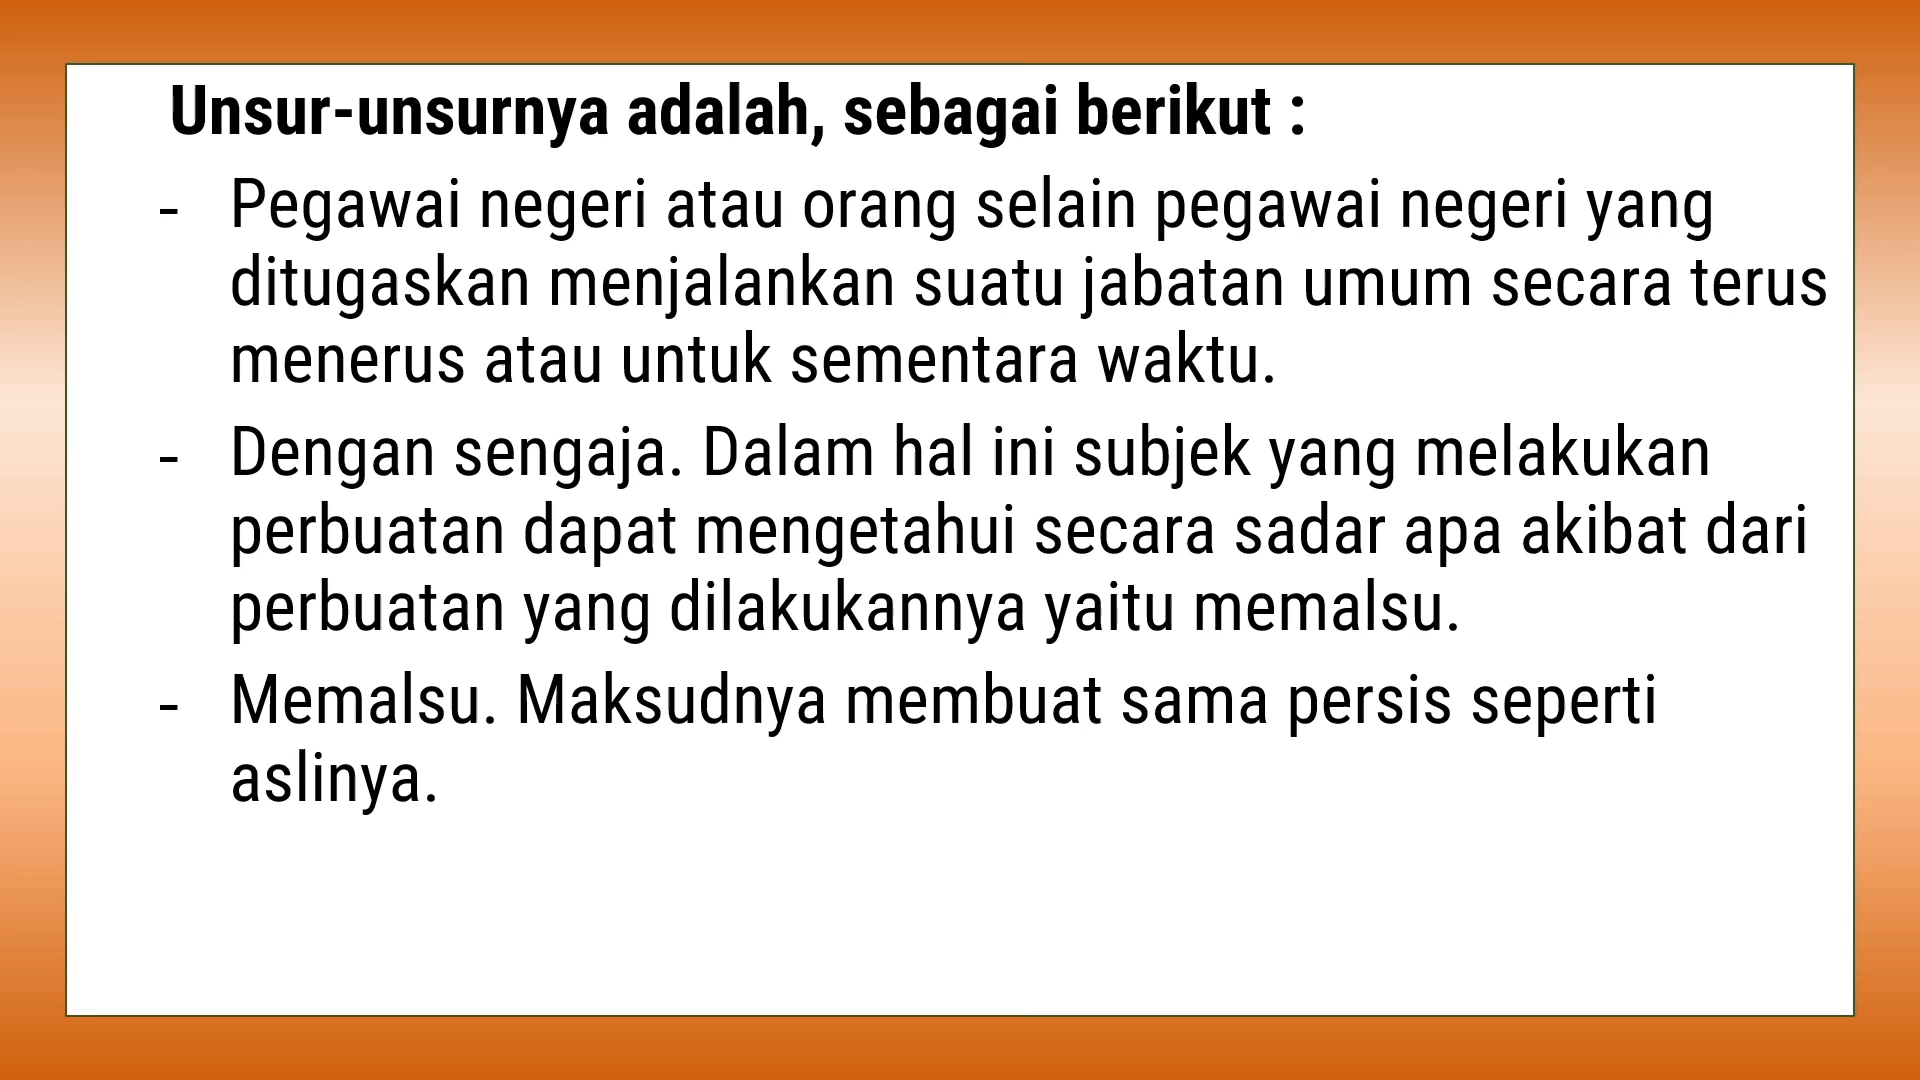 Unsur-unsurnya adalah, sebagai berikut :
- Pegawai negeri atau orang selain pegawai negeri yang
ditugaskan menjalankan suatu jabatan umum secara terus
menerus atau untuk sementara waktu.
- Dengan sengaja. Dalam hal ini subjek yang melakukan
perbuatan dapat mengetahui secara sadar apa akibat dari
perbuatan yang dilakukannya yaitu memalsu.
- Memalsu. Maksudnya membuat sama persis seperti
aslinya.